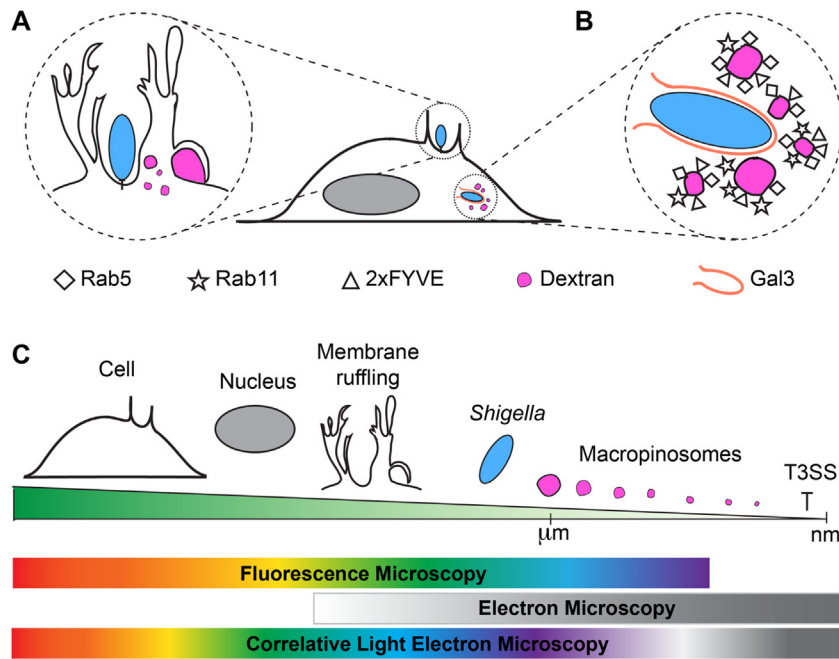 A
B
Rab5
Rab11
2xFYVE
Dextran
Gal3
C
Cell
Nucleus
Membrane
ruffling
Shigella
Macropinosomes
T3SS
μm
nm
Fluorescence Microscopy
Electron Microscopy
Correlative Light Electron Microscopy